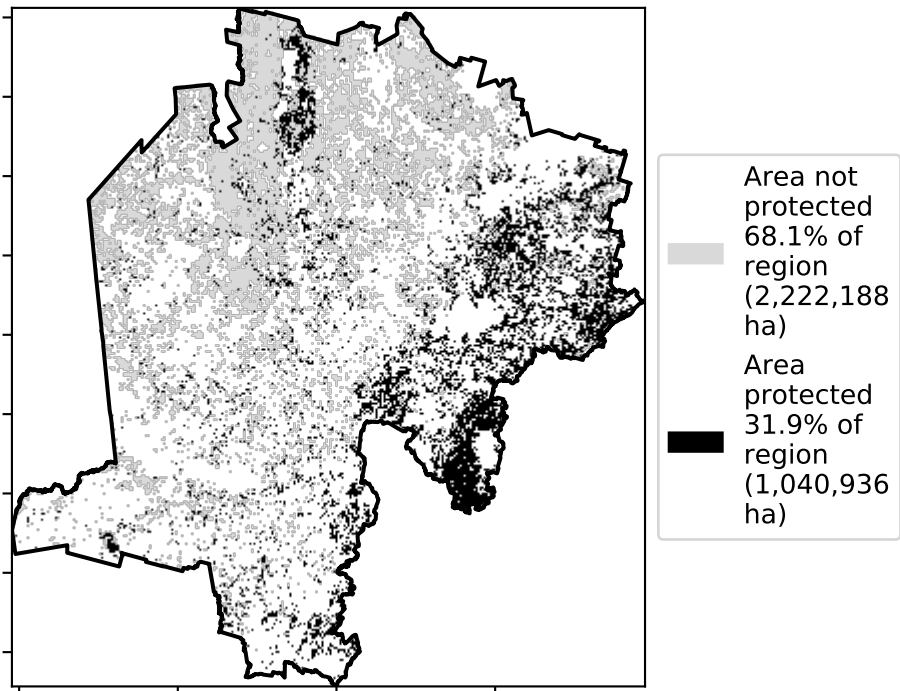 Area not
protected
68.1% of
region
(2,222,188
ha)
Area
protected
31.9% of
region
(1,040,936
ha)